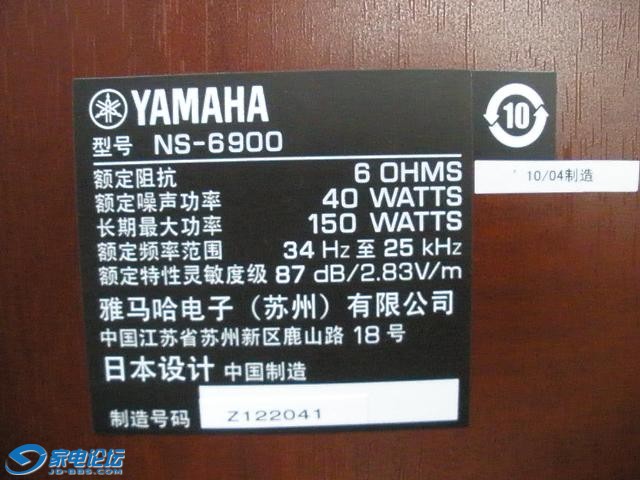 YAMAHA
型号 NS-6900
额定阻抗 6 OHMS
额定噪声功率 40 WATTS
长期最大功率 150 WATTS
额定频率范围 34 Hz 至 25 kHz
额定特性灵敏度级 87 dB/2.83V/m
雅马哈电子（苏州）有限公司
中国江苏省苏州新区鹿山路 18 号
日本设计 中国制造
制造号码 Z122041
10
10/04制造
家电论坛
JD-BBS.COM